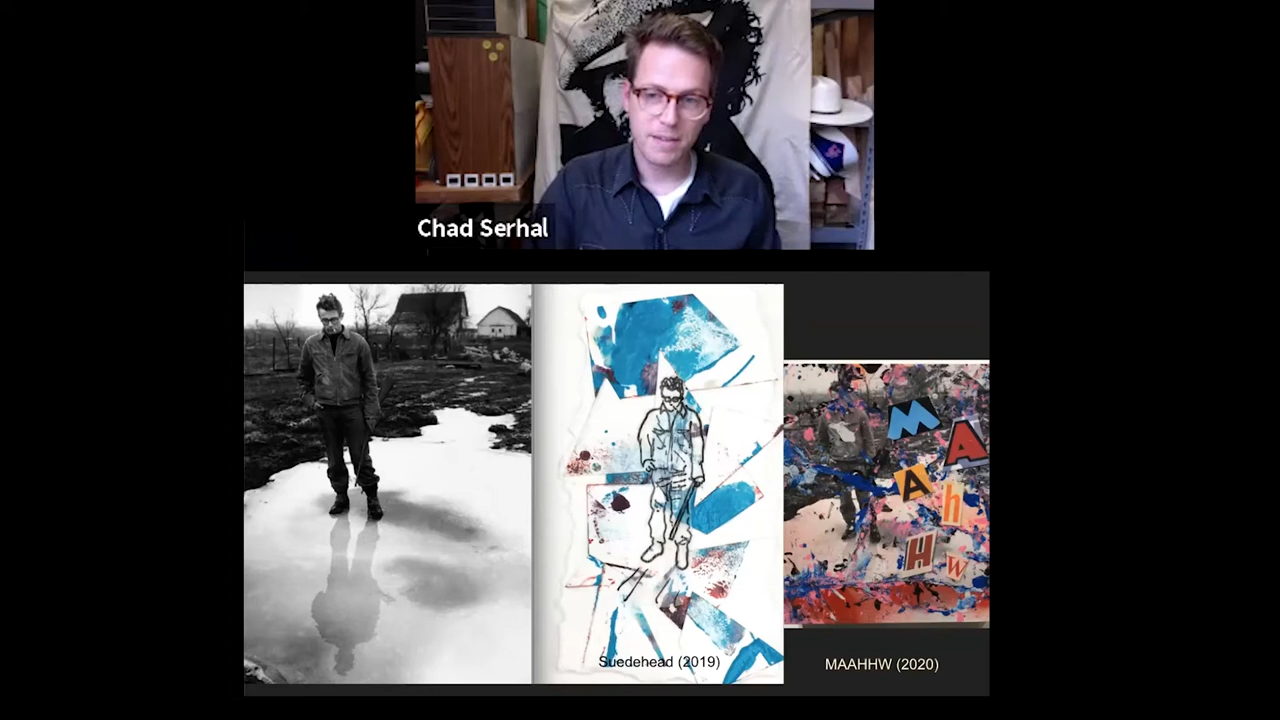 Chad Serhal
M
A
A
h
H
W
Suedehead (2019)
MAAHHW (2020)